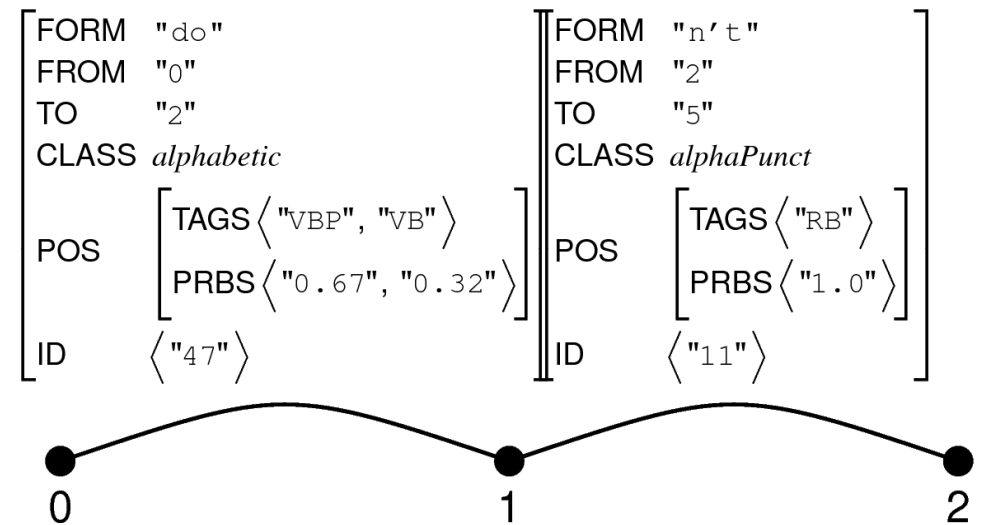 FORM "do"
FROM "0"
TO "2"
CLASS alphabetic
POS
TAGS ⟨"VBP", "VB"⟩
PRBS ⟨"0.67", "0.32"⟩
ID ⟨"47"⟩
FORM "n't"
FROM "2"
TO "5"
CLASS alphaPunct
POS
TAGS ⟨"RB"⟩
PRBS ⟨"1.0"⟩
ID ⟨"11"⟩
0 1 2